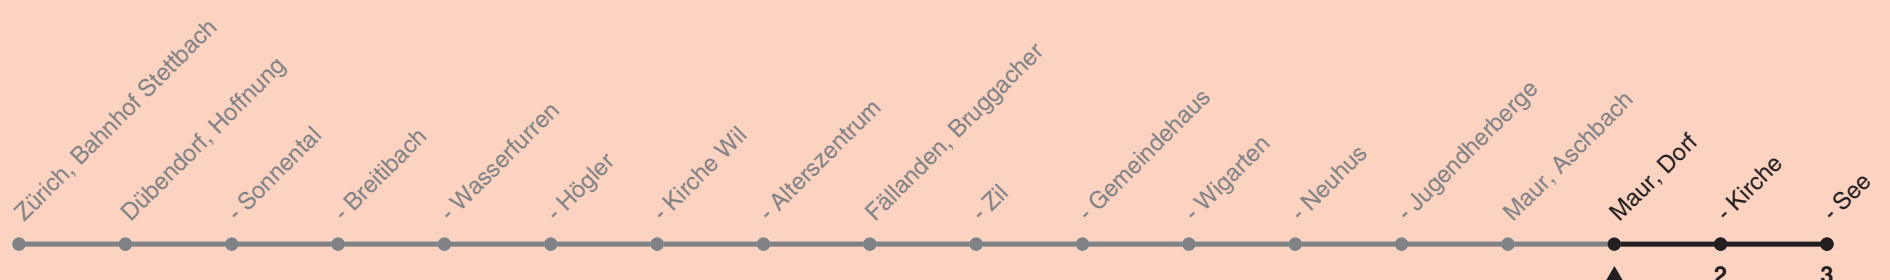 Zürich, Bahnhof Stettbach
Dübendorf, Hoffnung
- Sonnental
- Breitibach
- Wasserfurren
- Högler
- Kirche Wil
- Alterszentrum
Fällanden, Bruggacher
- Zil
- Gemeindehaus
- Wigarten
- Neuhus
- Jugendherberge
Maur, Aschbach
Maur, Dorf
- Kirche
- See
2
3